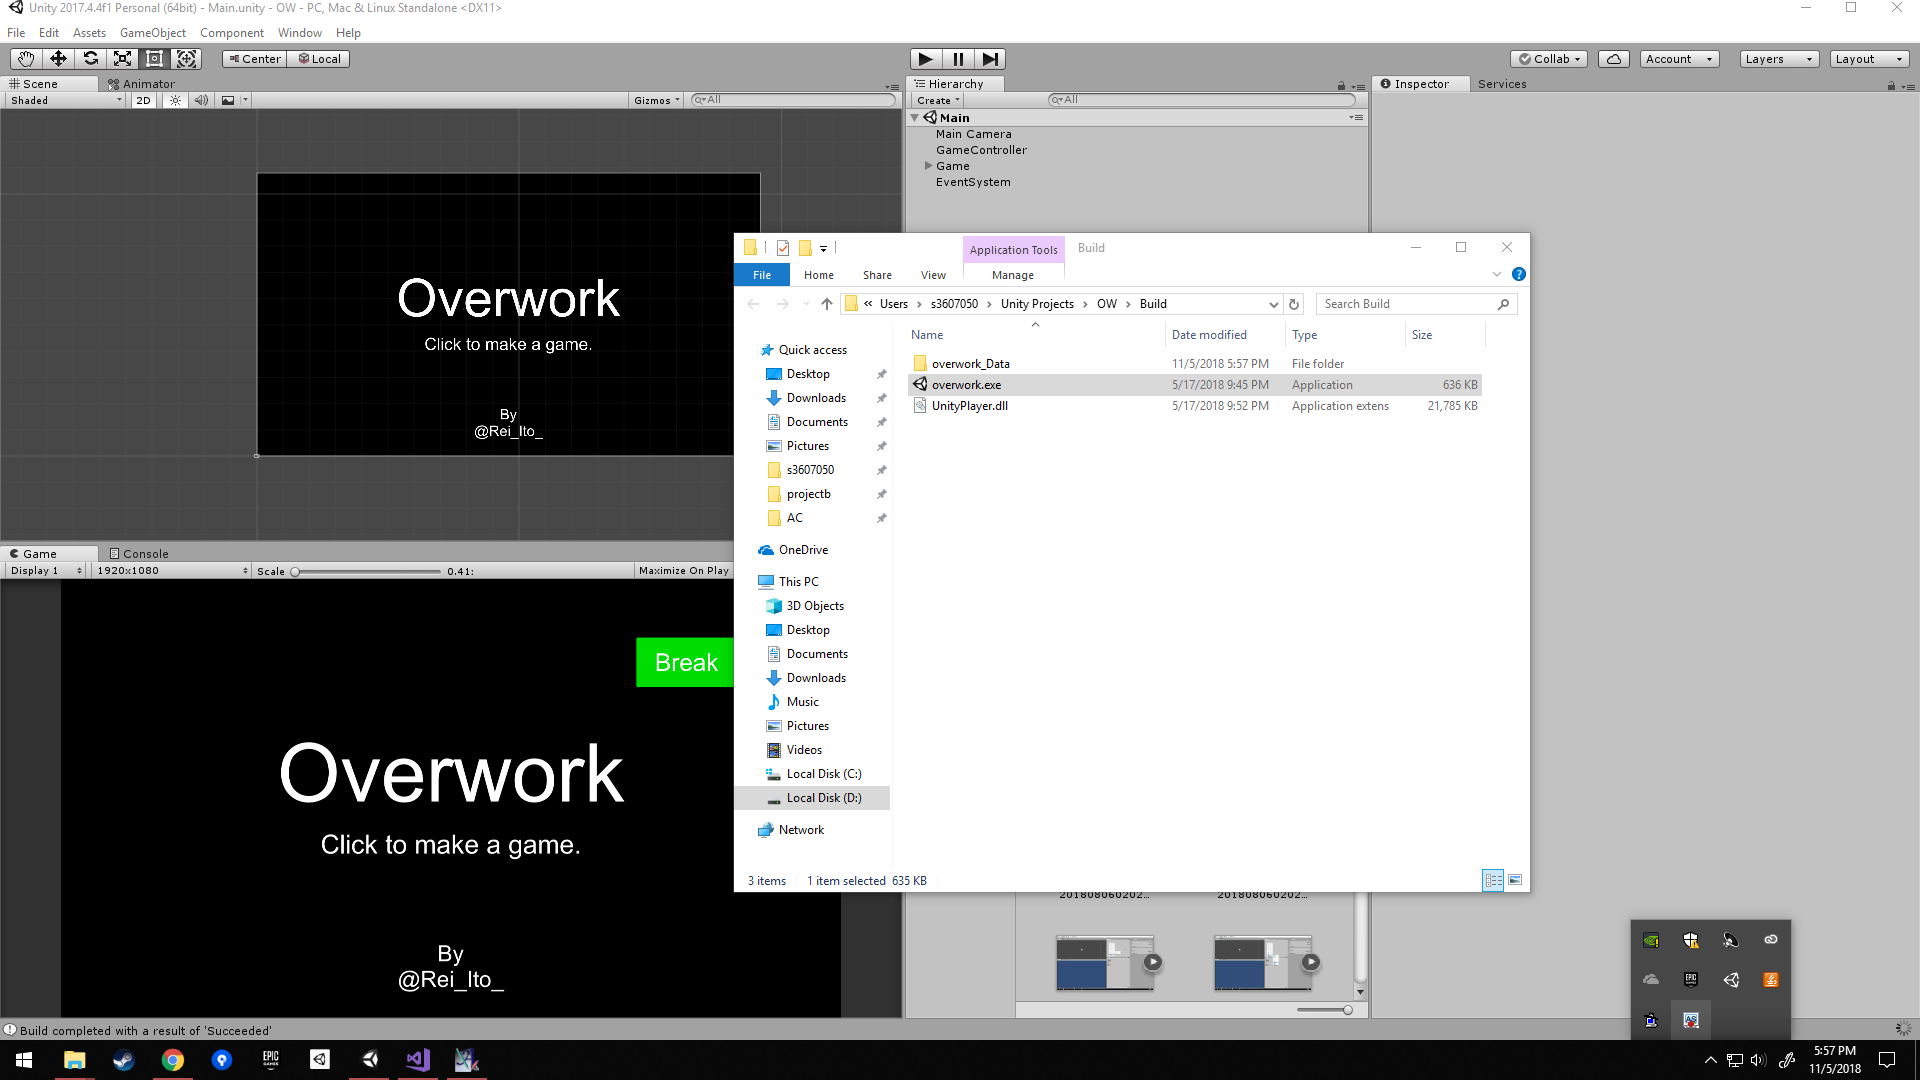 Unity 2017.4.4f1 Personal (64bit) - Main.unity - OW - PC, Mac & Linux Standalone <DX11>
File Edit Assets GameObject Component Window Help
Center Local
Collab Account Layers Layout
Scene Animator
Shaded 2D Gizmos All
Overwork
Click to make a game.
By
@Rei_Ito_
Hierarchy
Create All
Main
Main Camera
GameController
Game
EventSystem
Inspector Services
Application Tools Build
File Home Share View Manage
« Users › s3607050 › Unity Projects › OW › Build
Search Build
Name Date modified Type Size
overwork_Data 11/5/2018 5:57 PM File folder
overwork.exe 5/17/2018 9:45 PM Application 636 KB
UnityPlayer.dll 5/17/2018 9:52 PM Application extens 21,785 KB
Quick access
Desktop
Downloads
Documents
Pictures
s3607050
projectb
AC
OneDrive
This PC
3D Objects
Desktop
Documents
Downloads
Music
Pictures
Videos
Local Disk (C:)
Local Disk (D:)
Network
3 items 1 item selected 635 KB
Game Console
Display 1 1920x1080 Scale 0.41: Maximize On Play
Break
Overwork
Click to make a game.
By
@Rei_Ito_
201808060202... 201808060202...
Build completed with a result of 'Succeeded'
EPIC GAMES
5:57 PM
11/5/2018